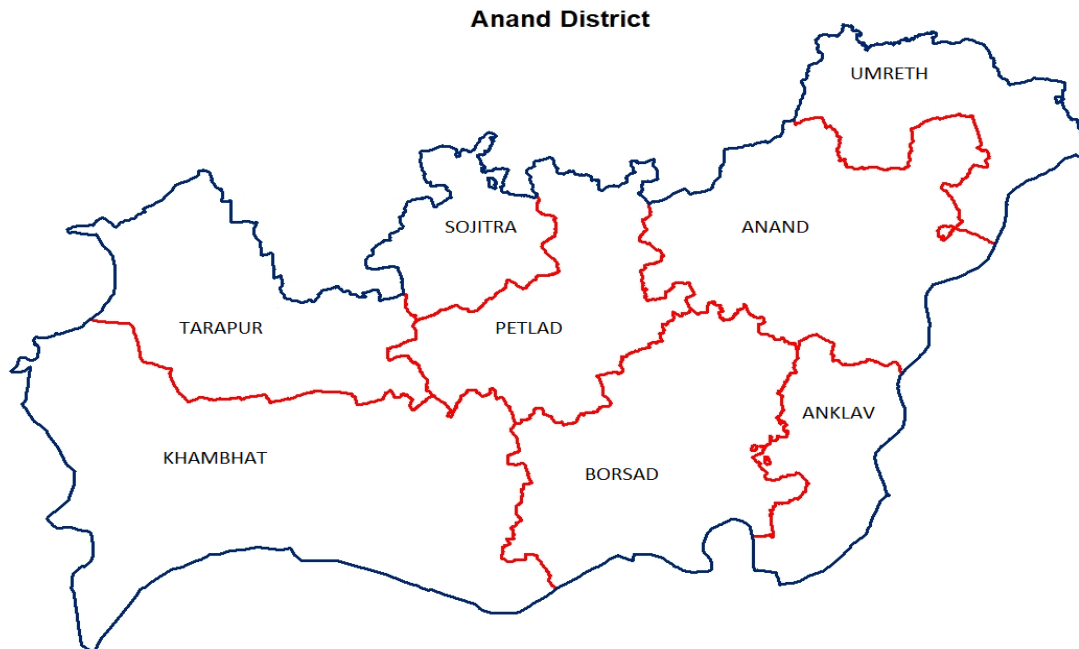 Anand District
UMRETH
SOJITRA
ANAND
TARAPUR
PETLAD
ANKLAV
KHAMBHAT
BORSAD